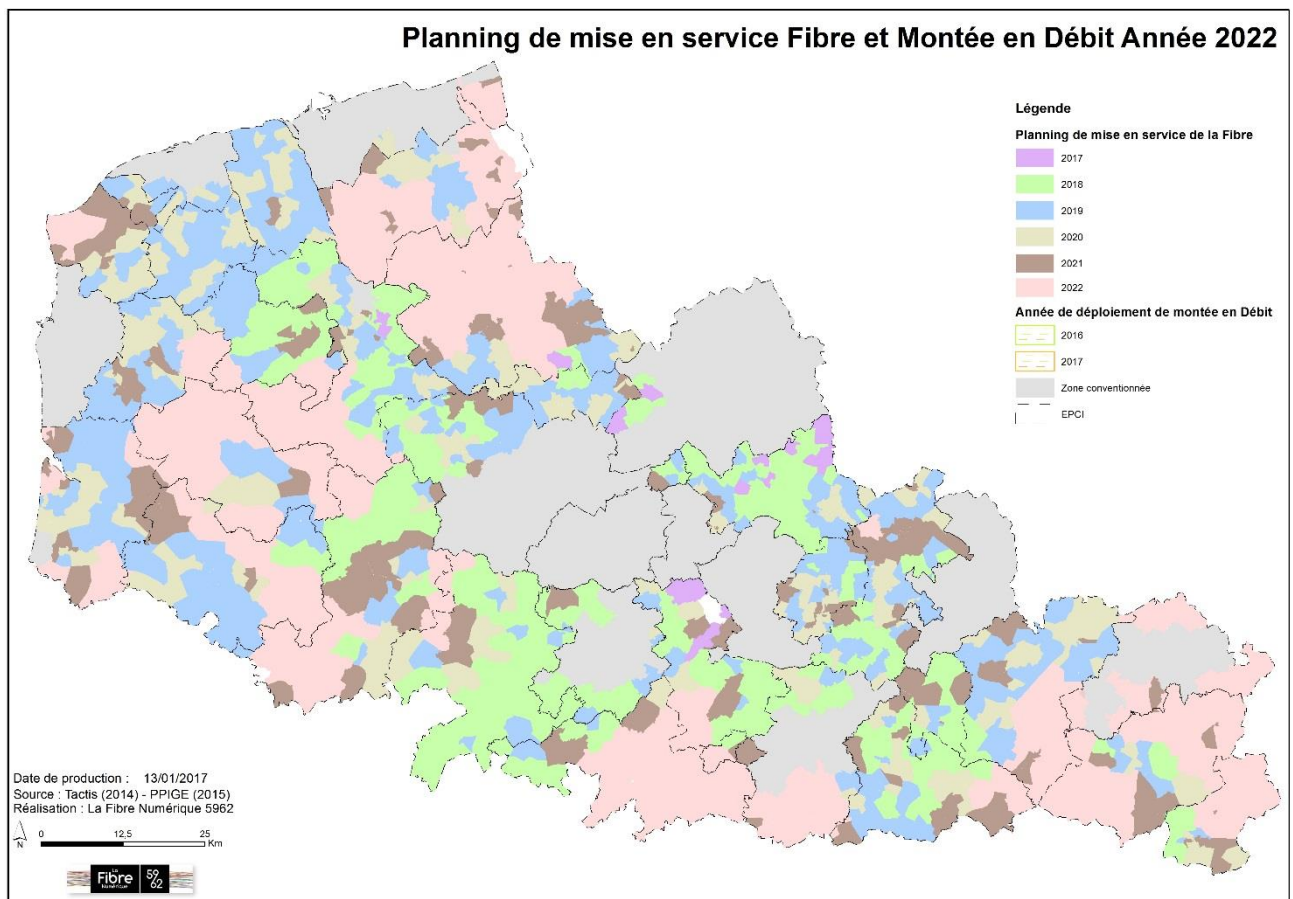 Planning de mise en service Fibre et Montée en Débit Année 2022
Légende
Planning de mise en service de la Fibre
2017
2018
2019
2020
2021
2022
Année de déploiement de montée en Débit
2016
2017
Zone conventionnée
EPCI
Date de production : 13/01/2017
Source : Tactis (2014) - PPIGE (2015)
Réalisation : La Fibre Numérique 5962
N
0 12,5 25
Km
La
Fibre
Numérique
59
62